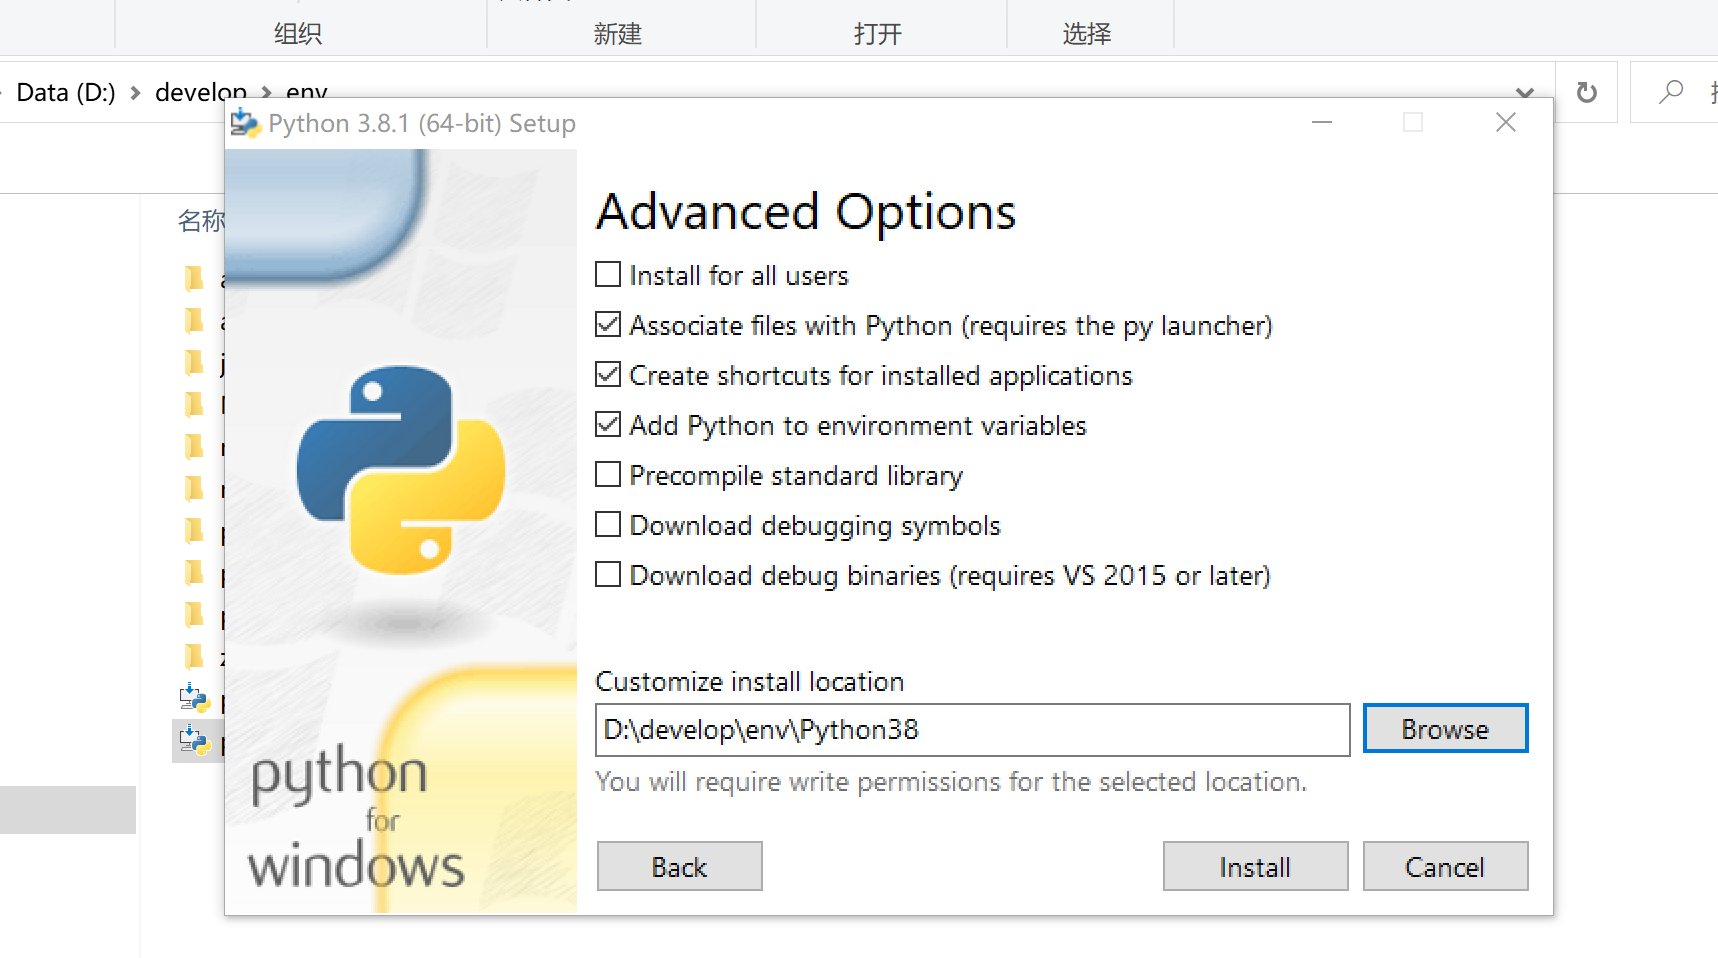 组织
新建
打开
选择
Data (D:)
develop
env
Python 3.8.1 (64-bit) Setup
名称
Advanced Options
Install for all users
Associate files with Python (requires the py launcher)
Create shortcuts for installed applications
Add Python to environment variables
Precompile standard library
Download debugging symbols
Download debug binaries (requires VS 2015 or later)
Customize install location
D:\develop\env\Python38
Browse
You will require write permissions for the selected location.
python
for
windows
Back
Install
Cancel